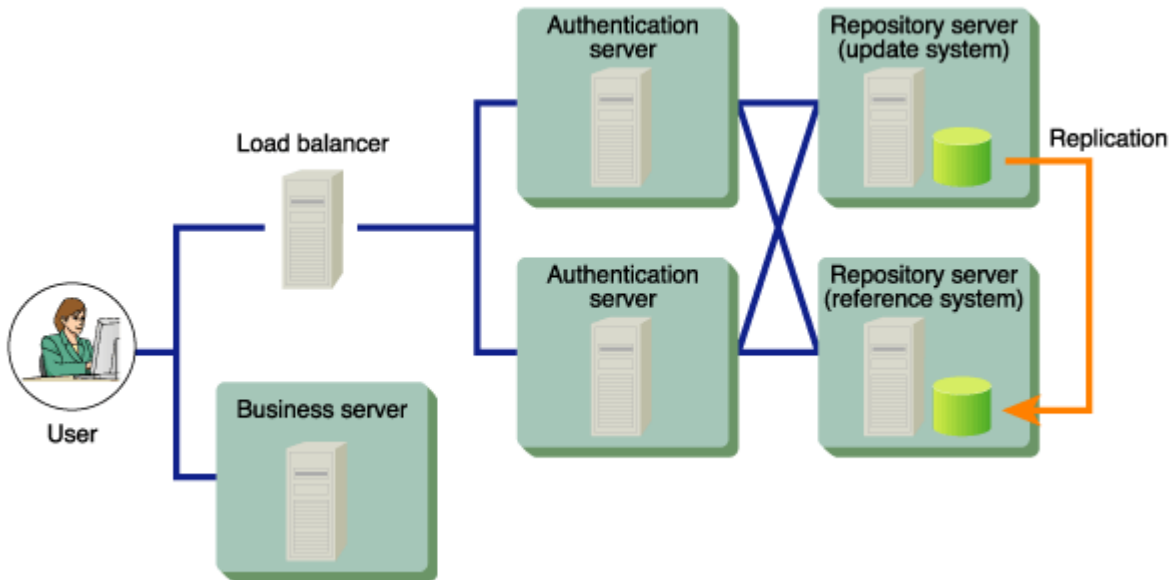 Authentication
server
Repository server
(update system)
Load balancer
Replication
Authentication
server
Repository server
(reference system)
User
Business server